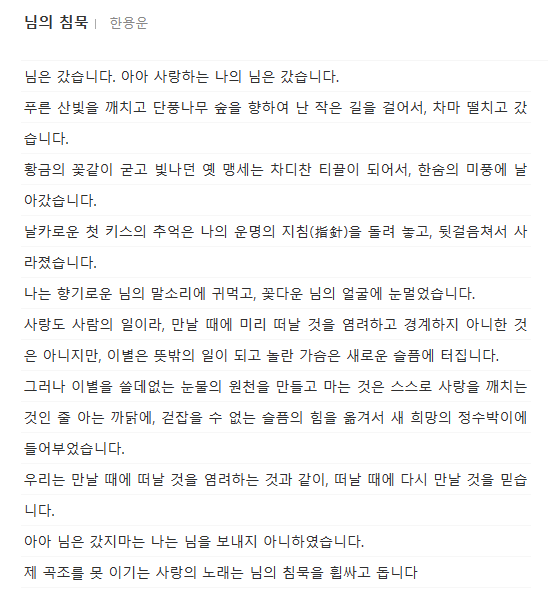 님의 침묵 | 한용운
님은 갔습니다. 아아 사랑하는 나의 님은 갔습니다.
푸른 산빛을 깨치고 단풍나무 숲을 향하여 난 작은 길을 걸어서, 차마 떨치고 갔
습니다.
황금의 꽃같이 굳고 빛나던 옛 맹세는 차디찬 티끌이 되어서, 한숨의 미풍에 날
아갔습니다.
날카로운 첫 키스의 추억은 나의 운명의 지침(指針)을 돌려 놓고, 뒷걸음쳐서 사
라졌습니다.
나는 향기로운 님의 말소리에 귀먹고, 꽃다운 님의 얼굴에 눈멀었습니다.
사랑도 사람의 일이라, 만날 때에 미리 떠날 것을 염려하고 경계하지 아니한 것
은 아니지만, 이별은 뜻밖의 일이 되고 놀란 가슴은 새로운 슬픔에 터집니다.
그러나 이별을 쓸데없는 눈물의 원천을 만들고 마는 것은 스스로 사랑을 깨치는
것인 줄 아는 까닭에, 걷잡을 수 없는 슬픔의 힘을 옮겨서 새 희망의 정수박이에
들어부었습니다.
우리는 만날 때에 떠날 것을 염려하는 것과 같이, 떠날 때에 다시 만날 것을 믿습
니다.
아아 님은 갔지마는 나는 님을 보내지 아니하였습니다.
제 곡조를 못 이기는 사랑의 노래는 님의 침묵을 휩싸고 돕니다